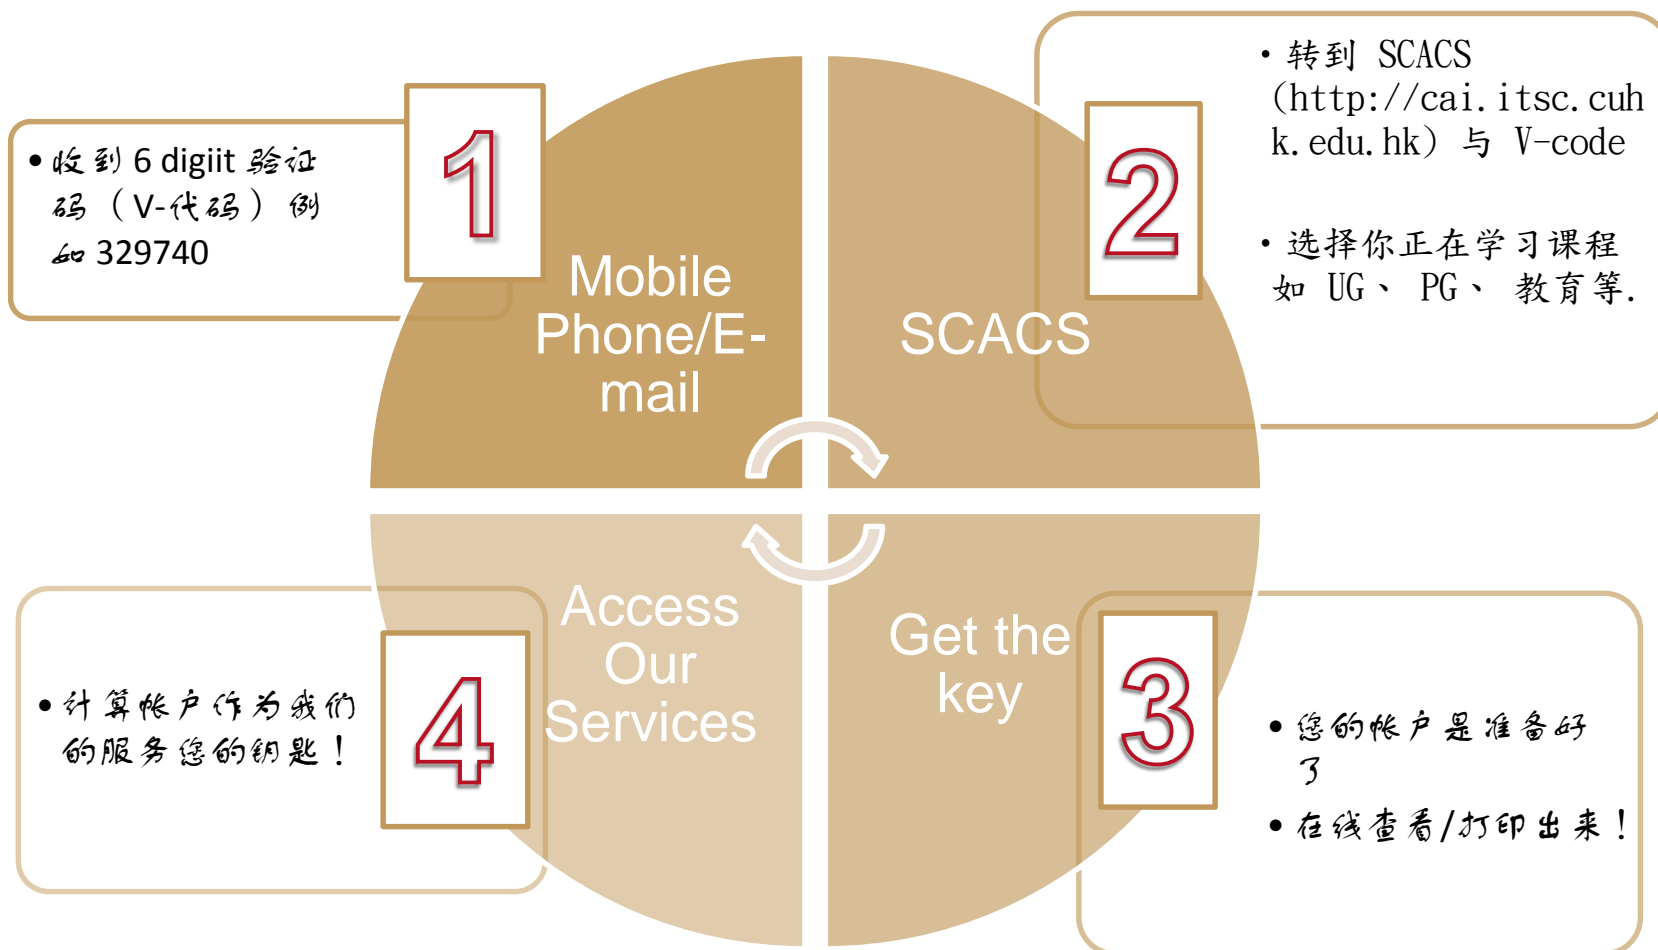 1
• 收到 6 digiit 验证
码（V-代码）例
如 329740
Mobile
Phone/E-
mail
2
• 转到 SCACS
(http://cai.itsc.cuh
k.edu.hk) 与 V-code
• 选择你正在学习课程
如 UG、 PG、 教育等.
SCACS
3
Get the
key
• 您的帐户是准备好
了
• 在线查看/打印出来！
4
Access
Our
Services
• 计算帐户作为我们
的服务您的钥匙！